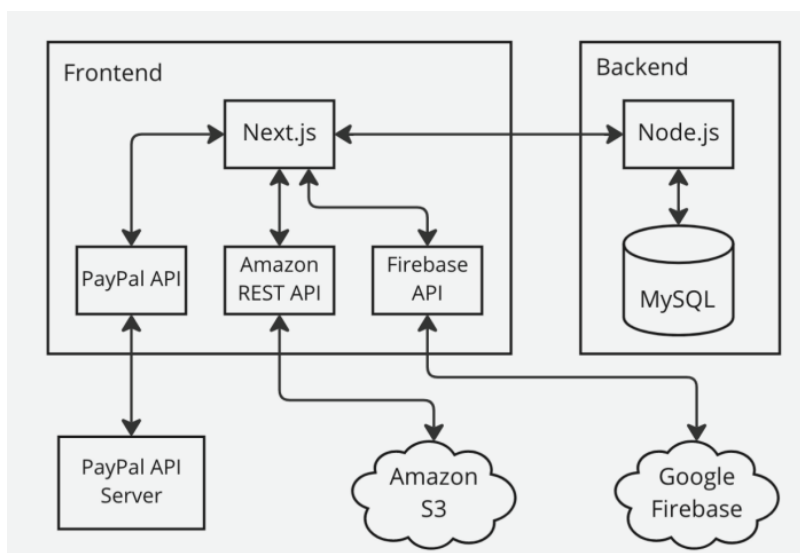 Frontend
Backend
Next.js
Node.js
PayPal API
Amazon
REST API
Firebase
API
MySQL
PayPal API
Server
Amazon
S3
Google
Firebase